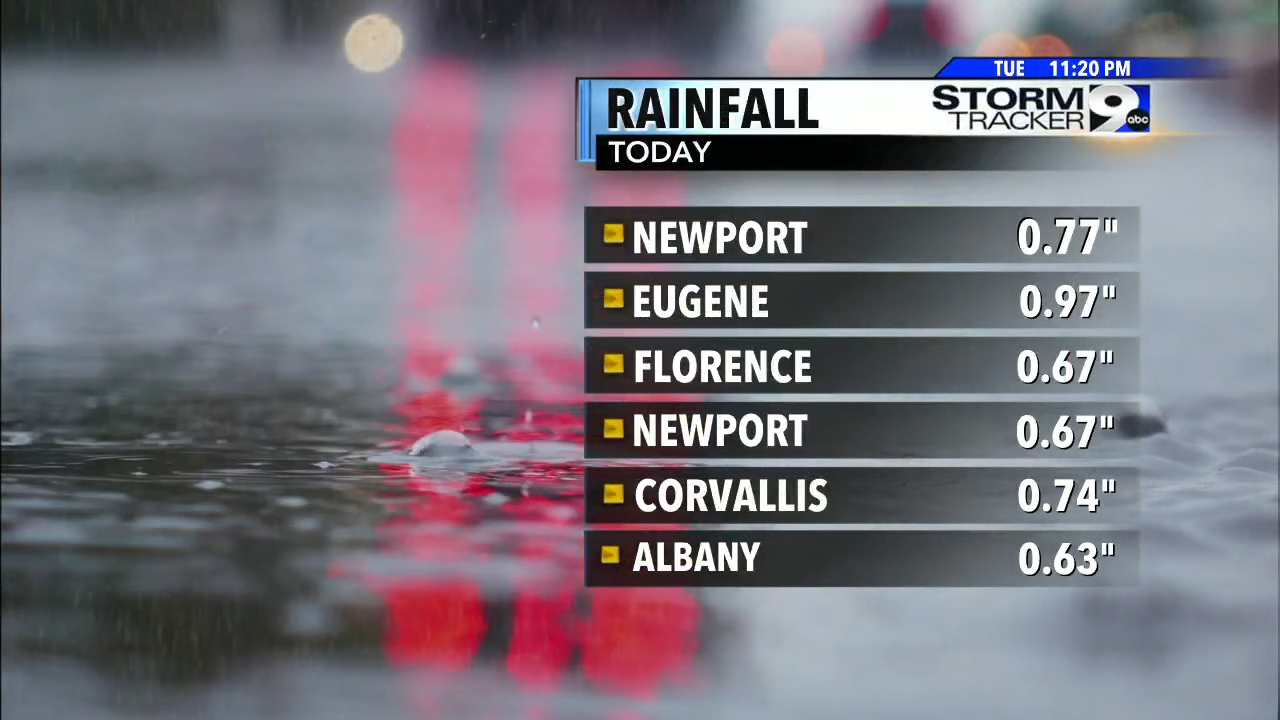 TUE 11:20 PM
RAINFALL
STORM
TRACKER 9 abc
TODAY
NEWPORT 0.77"
EUGENE 0.97"
FLORENCE 0.67"
NEWPORT 0.67"
CORVALLIS 0.74"
ALBANY 0.63"